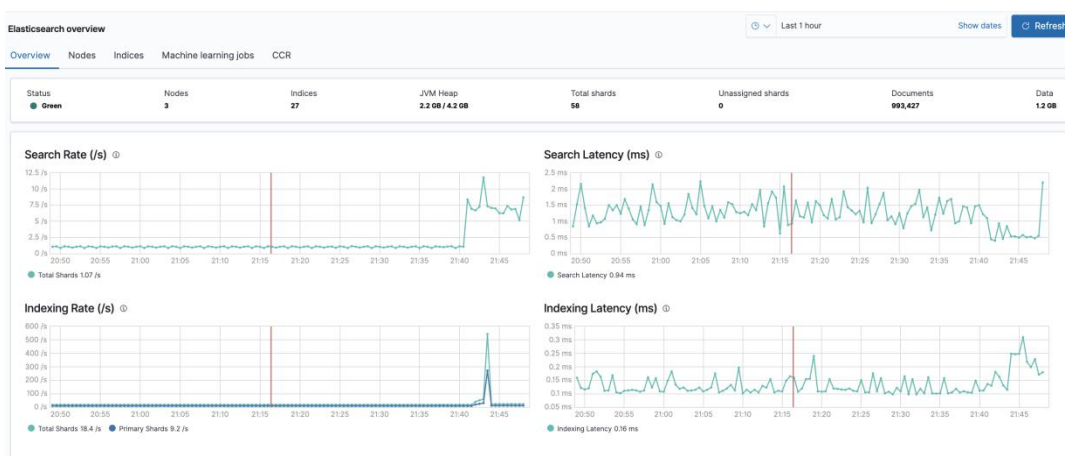 Elasticsearch overview
Last 1 hour Show dates Refresh
Overview Nodes Indices Machine learning jobs CCR
Status Nodes Indices JVM Heap Total shards Unassigned shards Documents Data
Green 3 27 2.2 GB / 4.2 GB 58 0 993,427 1.2 GB
Search Rate (/s)
12.5 /s
10 /s
7.5 /s
5 /s
2.5 /s
0 /s
20:50 20:55 21:00 21:05 21:10 21:15 21:20 21:25 21:30 21:35 21:40 21:45
Total Shards 1.07 /s
Search Latency (ms)
2.5 ms
2 ms
1.5 ms
1 ms
0.5 ms
0 ms
20:50 20:55 21:00 21:05 21:10 21:15 21:20 21:25 21:30 21:35 21:40 21:45
Search Latency 0.94 ms
Indexing Rate (/s)
600 /s
500 /s
400 /s
300 /s
200 /s
100 /s
0 /s
20:50 20:55 21:00 21:05 21:10 21:15 21:20 21:25 21:30 21:35 21:40 21:45
Total Shards 18.4 /s Primary Shards 9.2 /s
Indexing Latency (ms)
0.35 ms
0.3 ms
0.25 ms
0.2 ms
0.15 ms
0.1 ms
0.05 ms
20:50 20:55 21:00 21:05 21:10 21:15 21:20 21:25 21:30 21:35 21:40 21:45
Indexing Latency 0.16 ms